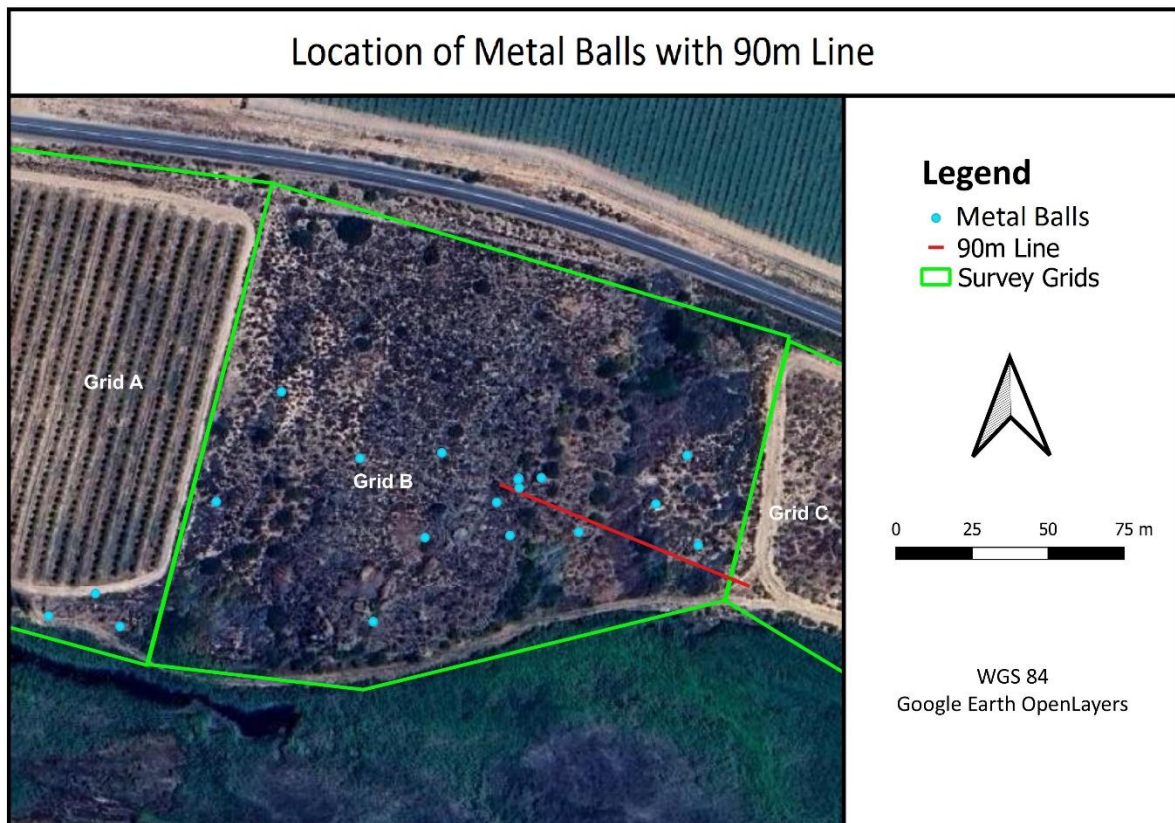 Location of Metal Balls with 90m Line
Grid A
Grid B
Grid C
Legend
Metal Balls
90m Line
Survey Grids
0 25 50 75 m
WGS 84
Google Earth OpenLayers